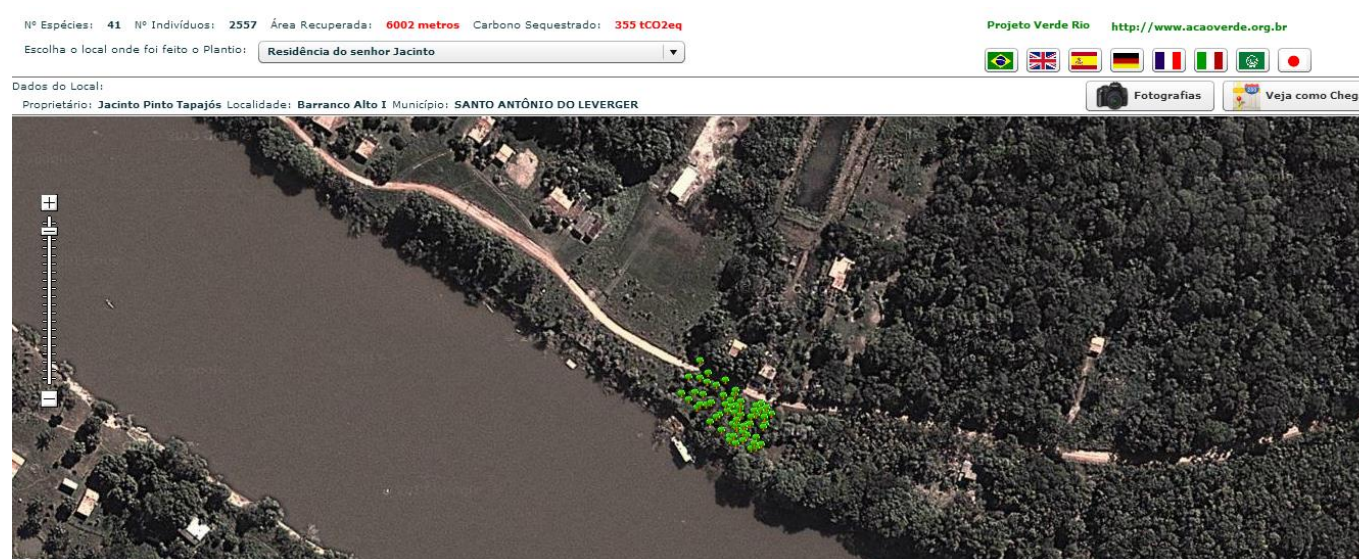 Nº Espécies: 41 Nº Indivíduos: 2557 Área Recuperada: 6002 metros Carbono Sequestrado: 355 tCO2eq
Projeto Verde Rio http://www.acaoverde.org.br
Escolha o local onde foi feito o Plantio: Residência do senhor Jacinto
Dados do Local:
Proprietário: Jacinto Pinto Tapajós Localidade: Barranco Alto I Município: SANTO ANTÔNIO DO LEVERGER
Fotografias
Veja como Cheg